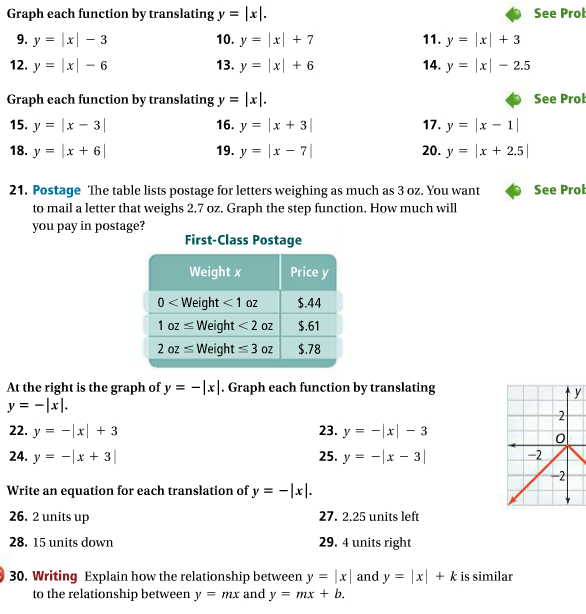 Graph each function by translating y = |x|.
See Prob
9. y = |x| − 3
10. y = |x| + 7
11. y = |x| + 3
12. y = |x| − 6
13. y = |x| + 6
14. y = |x| − 2.5
Graph each function by translating y = |x|.
See Prob
15. y = |x − 3|
16. y = |x + 3|
17. y = |x − 1|
18. y = |x + 6|
19. y = |x − 7|
20. y = |x + 2.5|
21. Postage The table lists postage for letters weighing as much as 3 oz. You want
See Prob
to mail a letter that weighs 2.7 oz. Graph the step function. How much will
you pay in postage?
First-Class Postage
Weight x Price y
0 < Weight < 1 oz $.44
1 oz ≤ Weight < 2 oz $.61
2 oz ≤ Weight ≤ 3 oz $.78
At the right is the graph of y = −|x|. Graph each function by translating
y = −|x|.
22. y = −|x| + 3
23. y = −|x| − 3
24. y = −|x + 3|
25. y = −|x − 3|
y
2
O
−2
−2
Write an equation for each translation of y = −|x|.
26. 2 units up
27. 2.25 units left
28. 15 units down
29. 4 units right
30. Writing Explain how the relationship between y = |x| and y = |x| + k is similar
to the relationship between y = mx and y = mx + b.